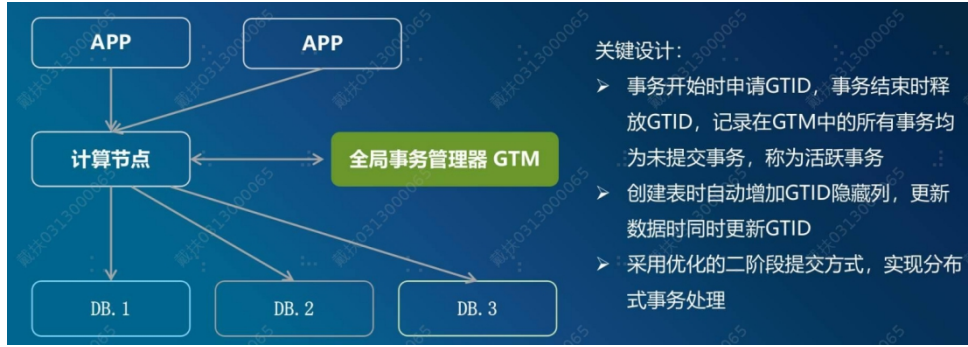 APP
APP
计算节点
全局事务管理器 GTM
DB.1
DB.2
DB.3
关键设计:
➢ 事务开始时申请GTID,事务结束时释
放GTID,记录在GTM中的所有事务均
为未提交事务,称为活跃事务
➢ 创建表时自动增加GTID隐藏列,更新
数据时同时更新GTID
➢ 采用优化的二阶段提交方式,实现分布
式事务处理